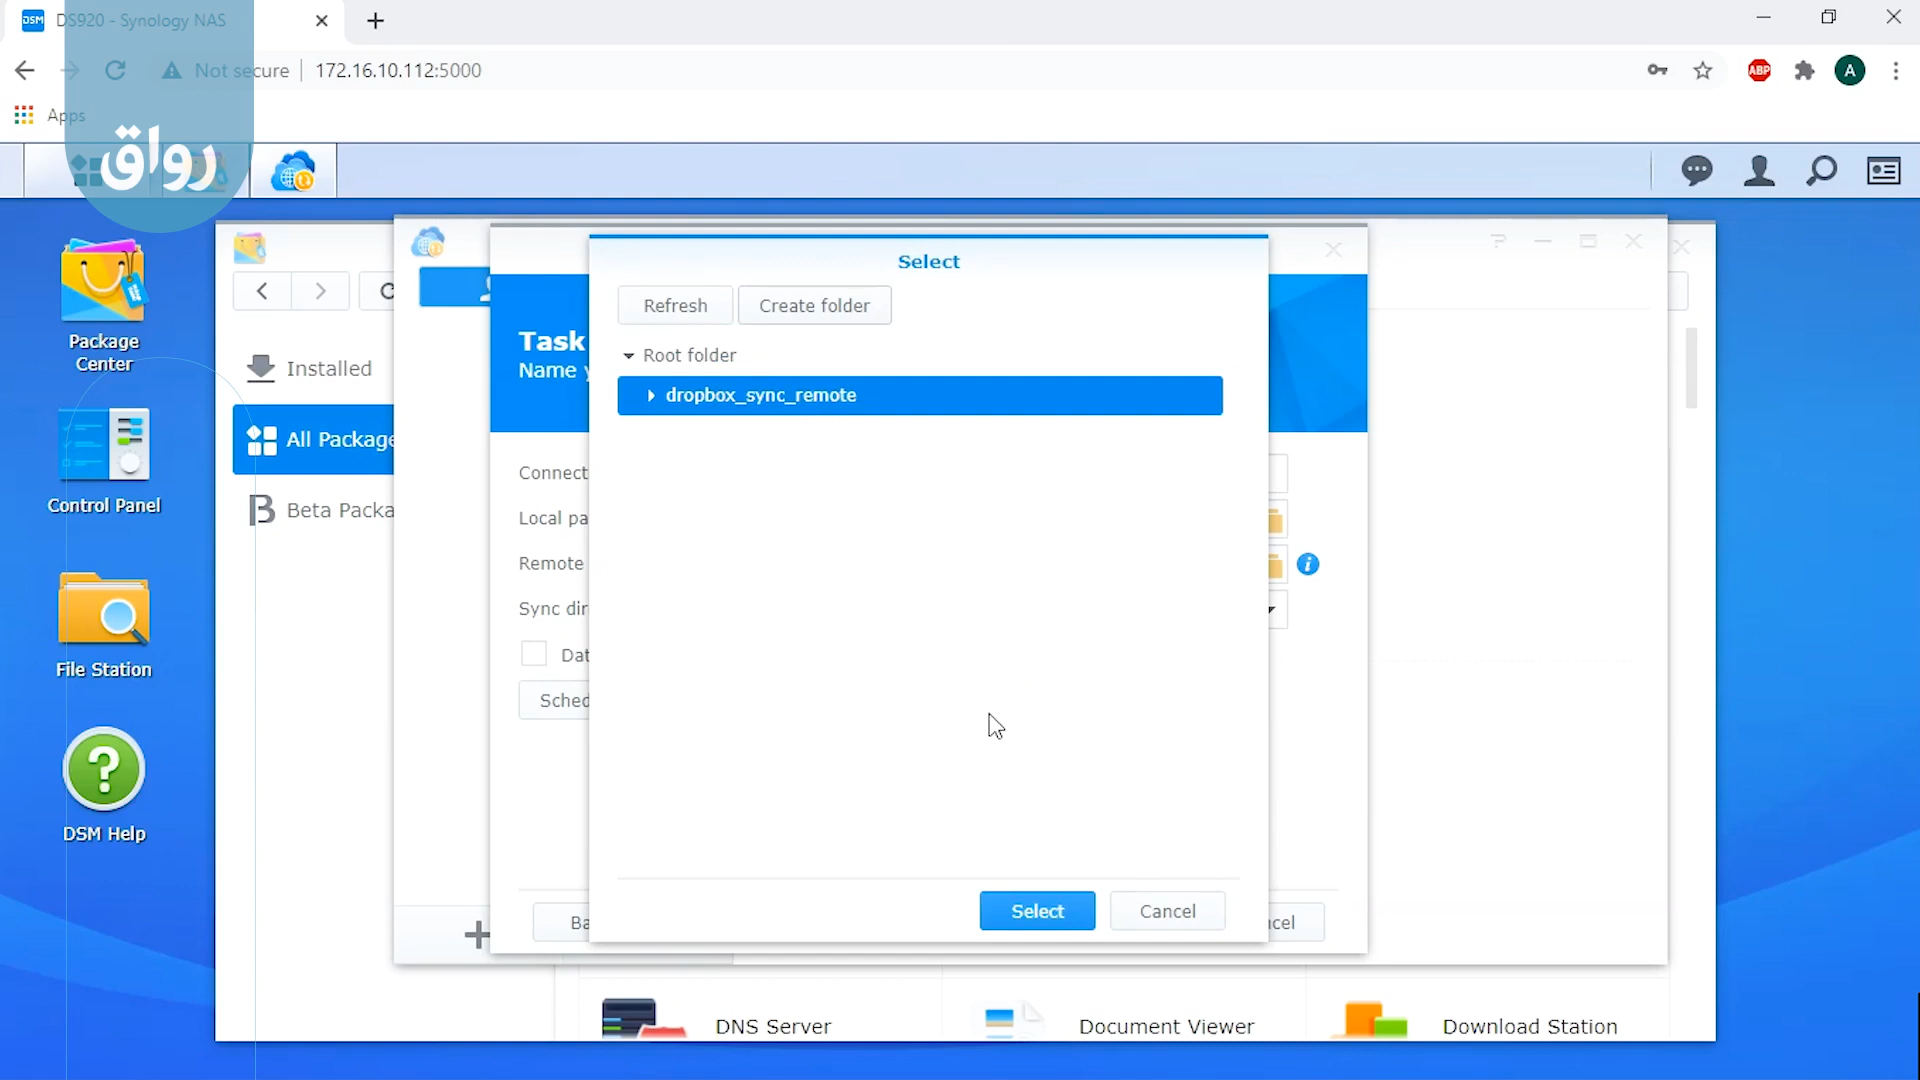 DS920 - Synology NAS
Not secure
172.16.10.112:5000
ABP
A
Apps
رواق
Package
Center
Control Panel
File Station
DSM Help
Installed
All Package
Beta Packa
Task
Name y
Connect
Local pa
Remote
Sync dir
Dat
Sched
Ba
cel
Select
Refresh
Create folder
Root folder
dropbox_sync_remote
Select
Cancel
DNS Server
Document Viewer
Download Station